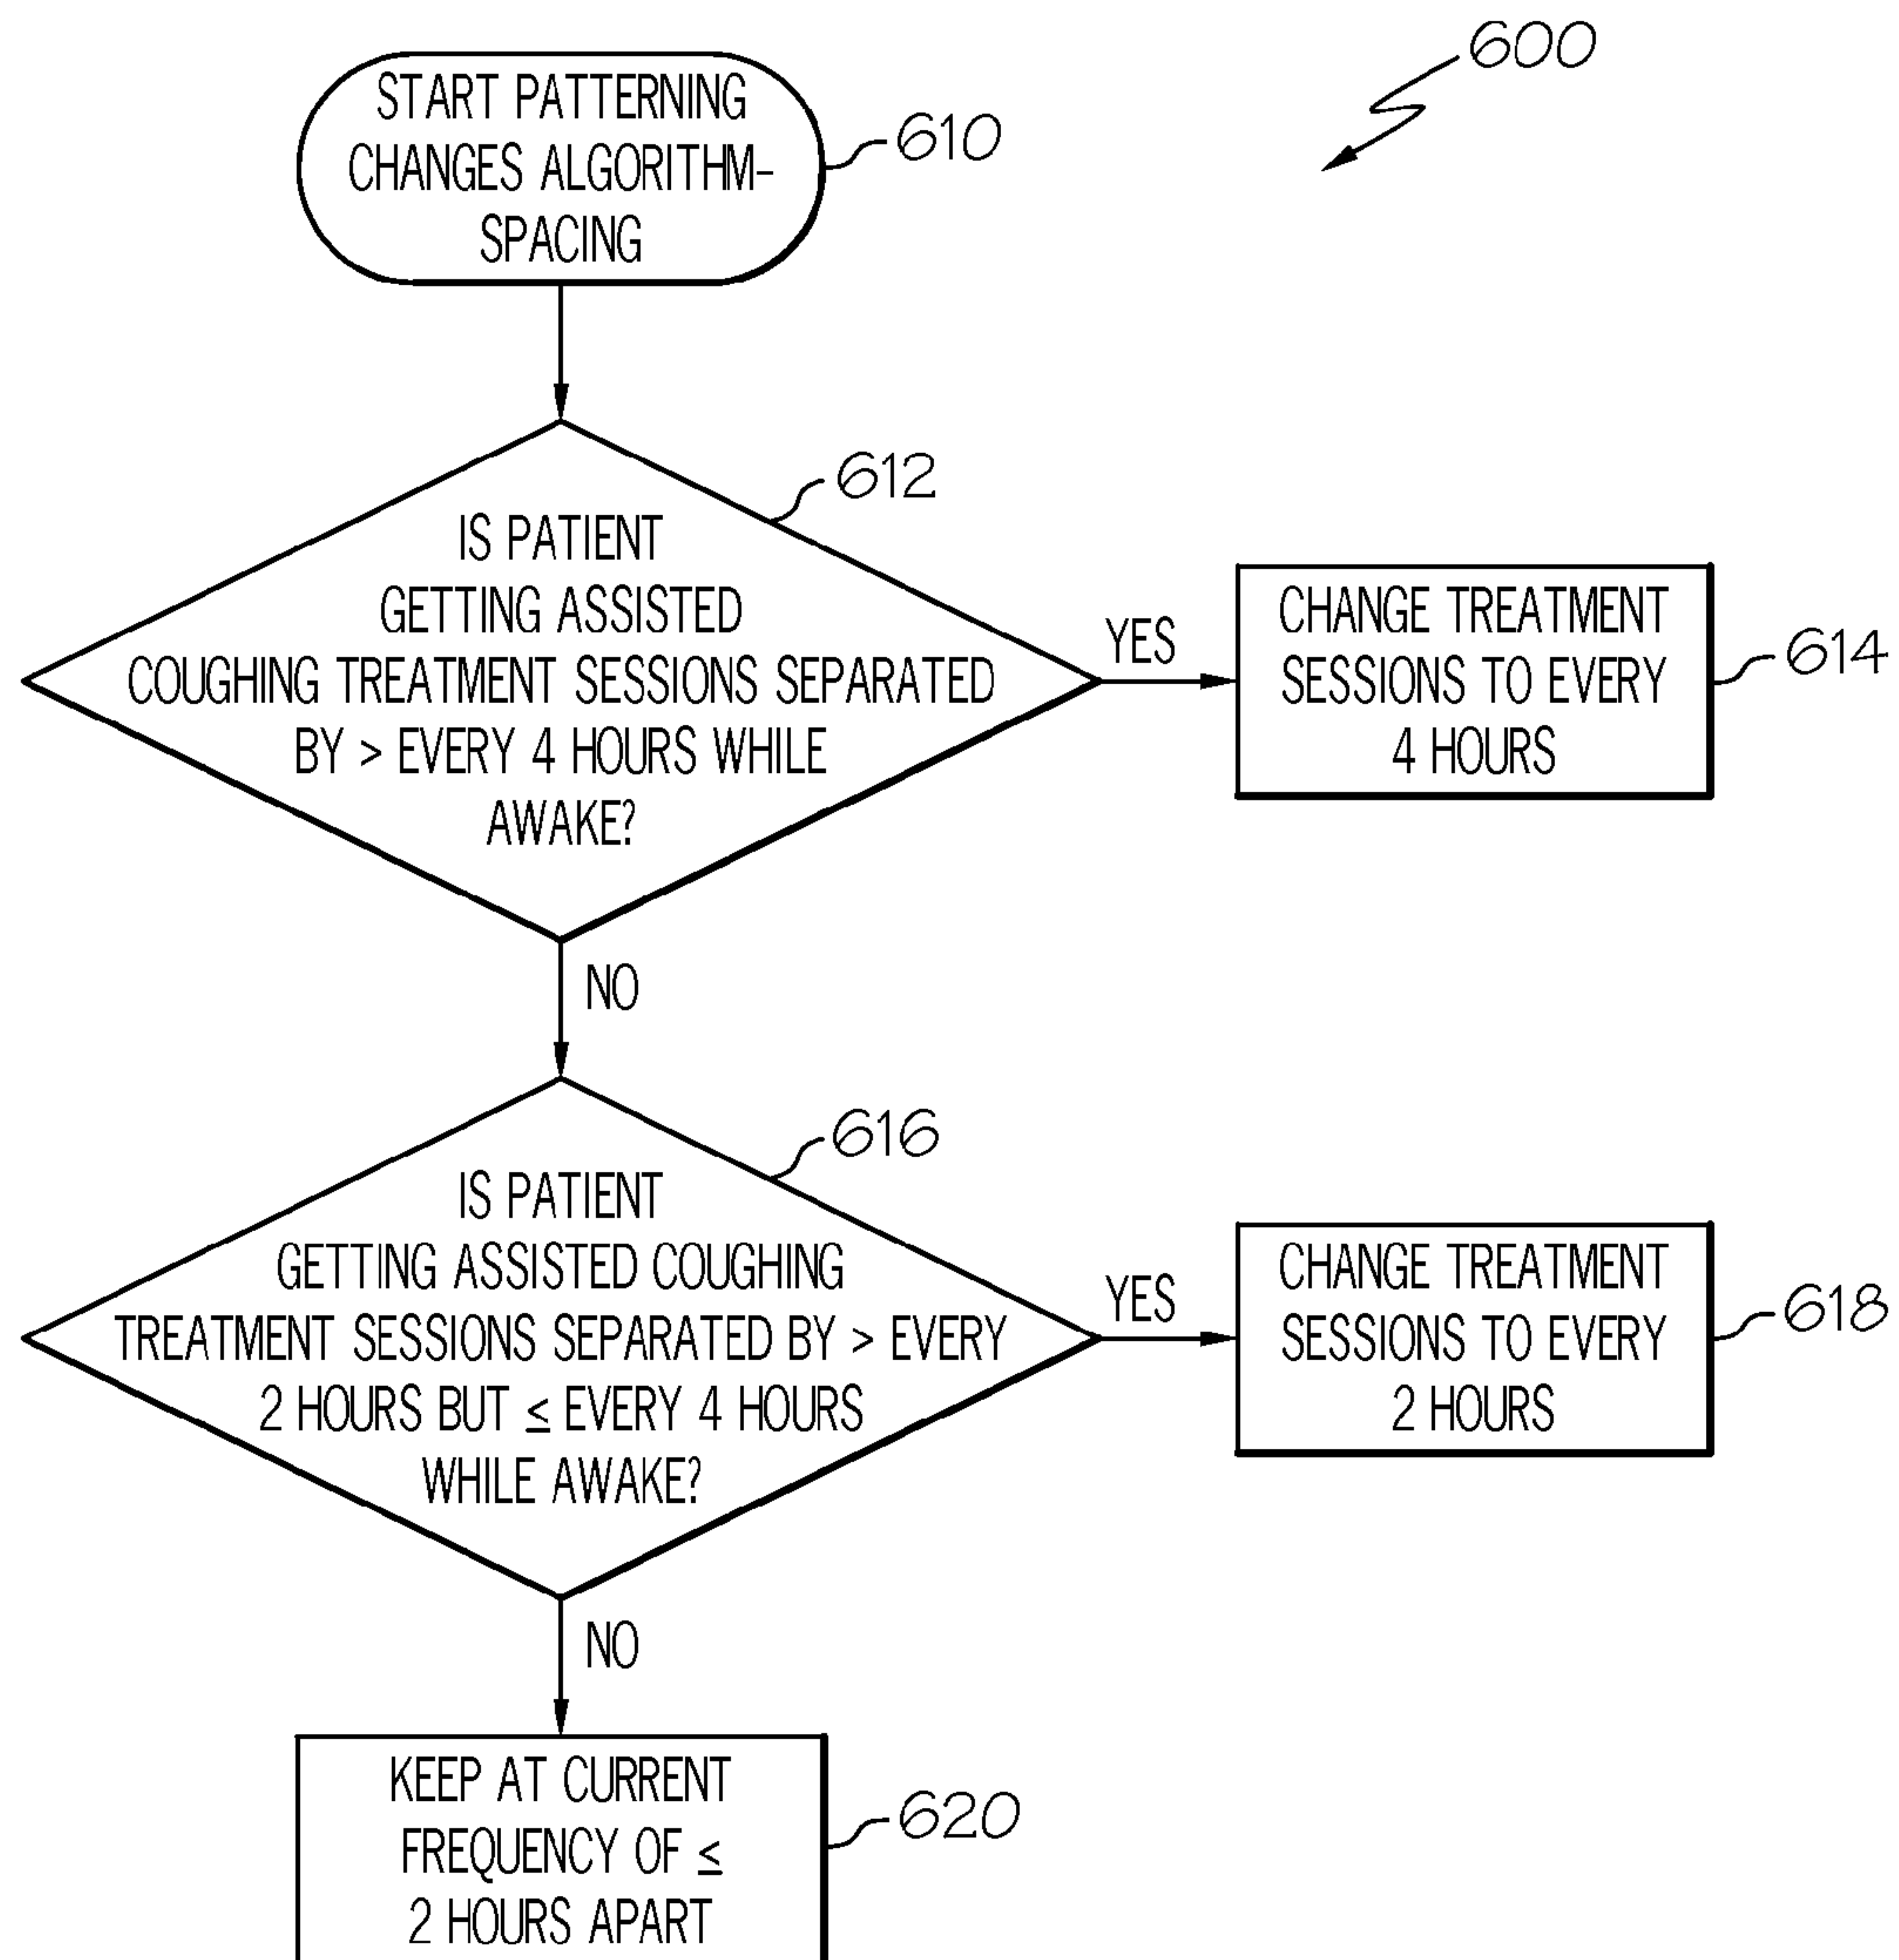 600
START PATTERNING
CHANGES ALGORITHM-
SPACING
610
612
IS PATIENT
GETTING ASSISTED
COUGHING TREATMENT SESSIONS SEPARATED
BY > EVERY 4 HOURS WHILE
AWAKE?
YES
CHANGE TREATMENT
SESSIONS TO EVERY
4 HOURS
614
NO
616
IS PATIENT
GETTING ASSISTED COUGHING
TREATMENT SESSIONS SEPARATED BY > EVERY
2 HOURS BUT ≤ EVERY 4 HOURS
WHILE AWAKE?
YES
CHANGE TREATMENT
SESSIONS TO EVERY
2 HOURS
618
NO
KEEP AT CURRENT
FREQUENCY OF ≤
2 HOURS APART
620